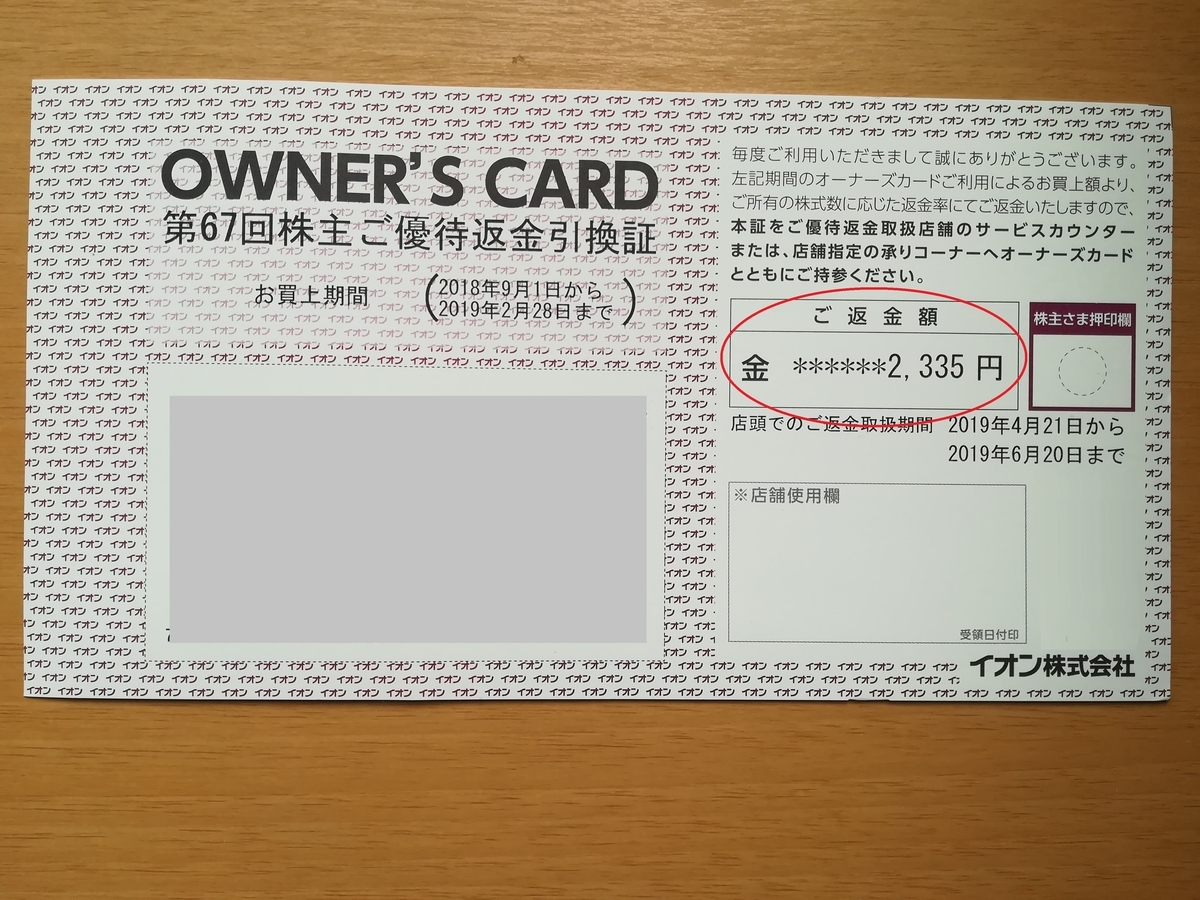 OWNER'S CARD
第67回株主ご優待返金引換証
お買上期間
(2018年9月1日から
2019年2月28日まで)
毎度ご利用いただきまして誠にありがとうございます。
左記期間のオーナーズカードご利用によるお買上額より、
ご所有の株式数に応じた返金率にてご返金いたしますので、
本証をご優待返金取扱店舗のサービスカウンター
または、店舗指定の承りコーナーへオーナーズカード
とともにご持参ください。
ご返金額
金 ******2,335 円
株主さま押印欄
店頭でのご返金取扱期間 2019年4月21日から
2019年6月20日まで
※店舗使用欄
受領日付印
イオン株式会社